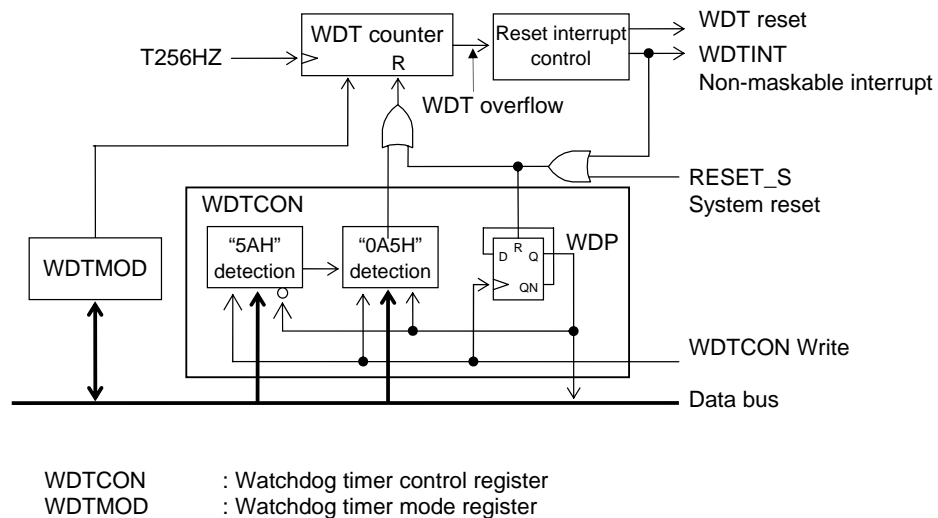 WDT counter
R
T256HZ
Reset interrupt
control
WDT reset
WDTINT
Non-maskable interrupt
WDT overflow
RESET_S
System reset
WDTCON
WDTMOD
“5AH”
detection
“0A5H”
detection
WDP
R
D
Q
QN
WDTCON Write
Data bus
WDTCON : Watchdog timer control register
WDTMOD : Watchdog timer mode register